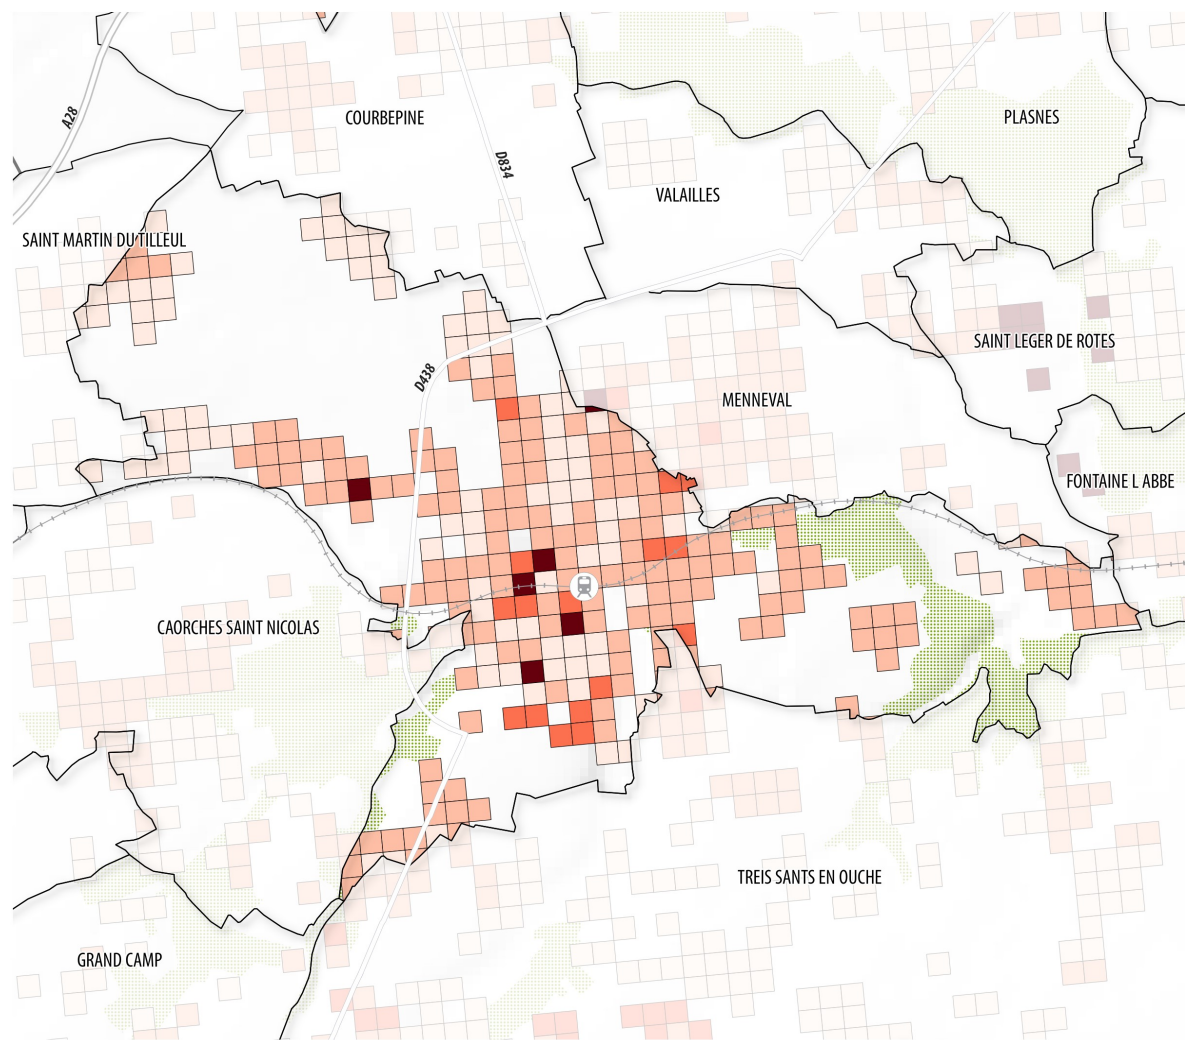 A28
COURBEPINE
PLASNES
D834
VALAILLES
SAINT MARTIN DU TILLEUL
SAINT LEGER DE ROTES
D438
MENNEVAL
FONTAINE L ABBE
CAORCHES SAINT NICOLAS
TREIS SANTS EN OUCHE
GRAND CAMP